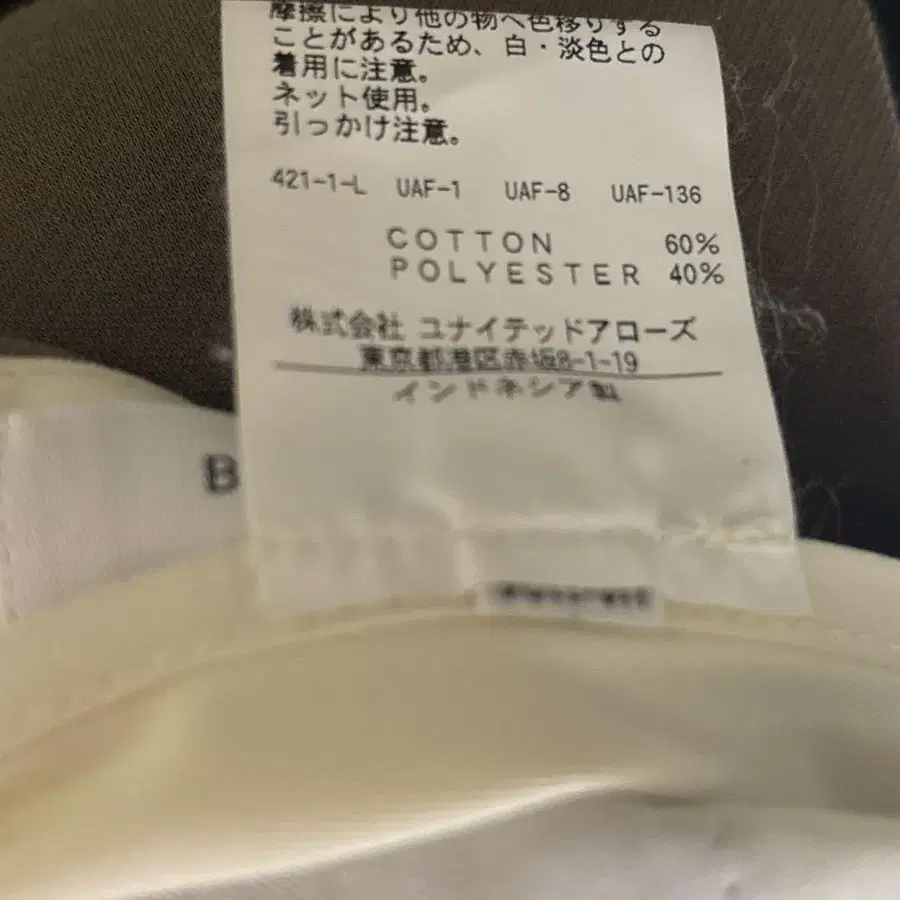 摩擦により他の物へ色移りする
ことがあるため、白・淡色との
着用に注意。
ネット使用。
引っかけ注意。
421-1-L UAF-1 UAF-8 UAF-136
COTTON 60%
POLYESTER 40%
株式会社 ユナイテッドアローズ
東京都港区赤坂8-1-19
インドネシア製
B